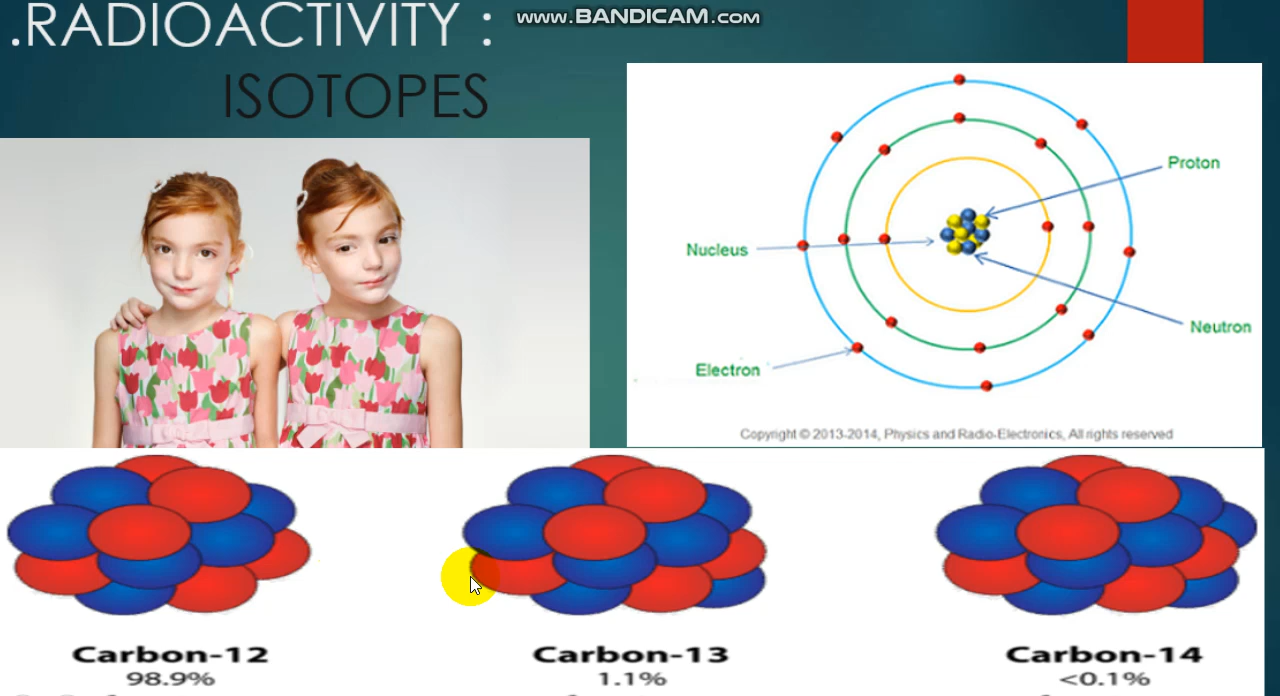 www.BANDICAM.com
.RADIOACTIVITY :
ISOTOPES
Proton
Nucleus
Neutron
Electron
Copyright © 2013-2014, Physics and Radio-Electronics, All rights reserved
Carbon-12
98.9%
Carbon-13
1.1%
Carbon-14
<0.1%